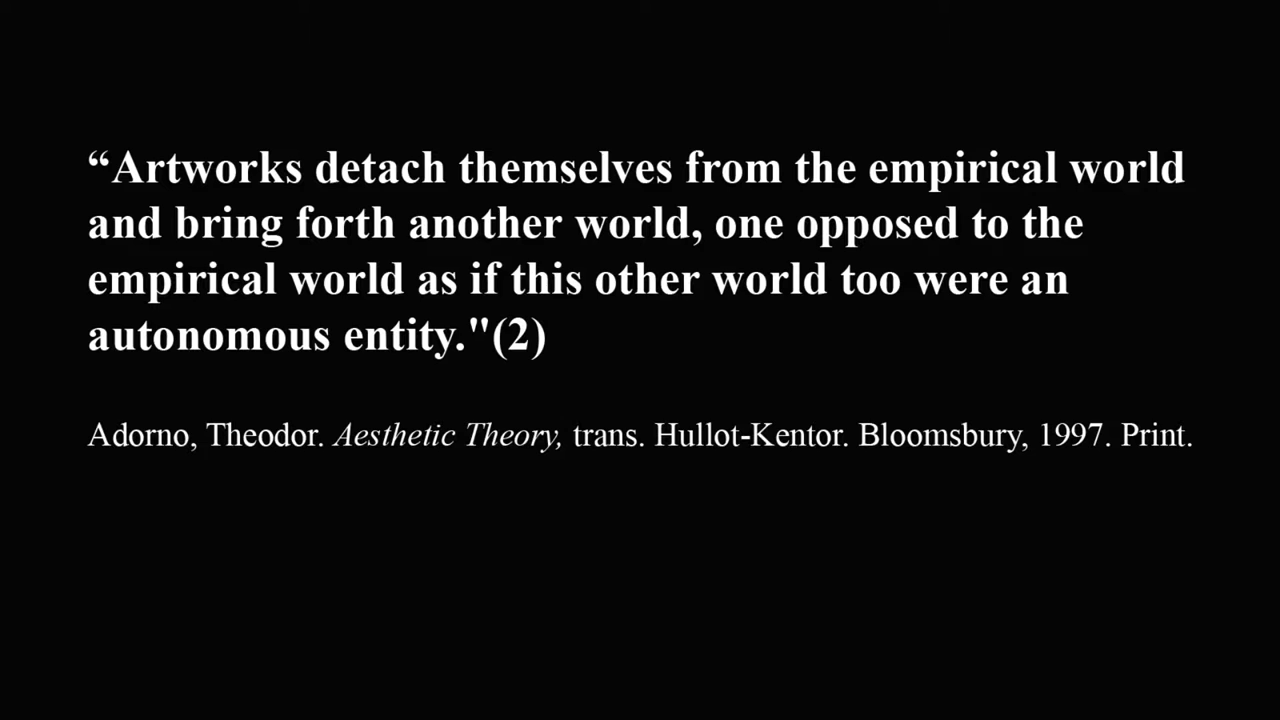 “Artworks detach themselves from the empirical world
and bring forth another world, one opposed to the
empirical world as if this other world too were an
autonomous entity."(2)
Adorno, Theodor. Aesthetic Theory, trans. Hullot-Kentor. Bloomsbury, 1997. Print.